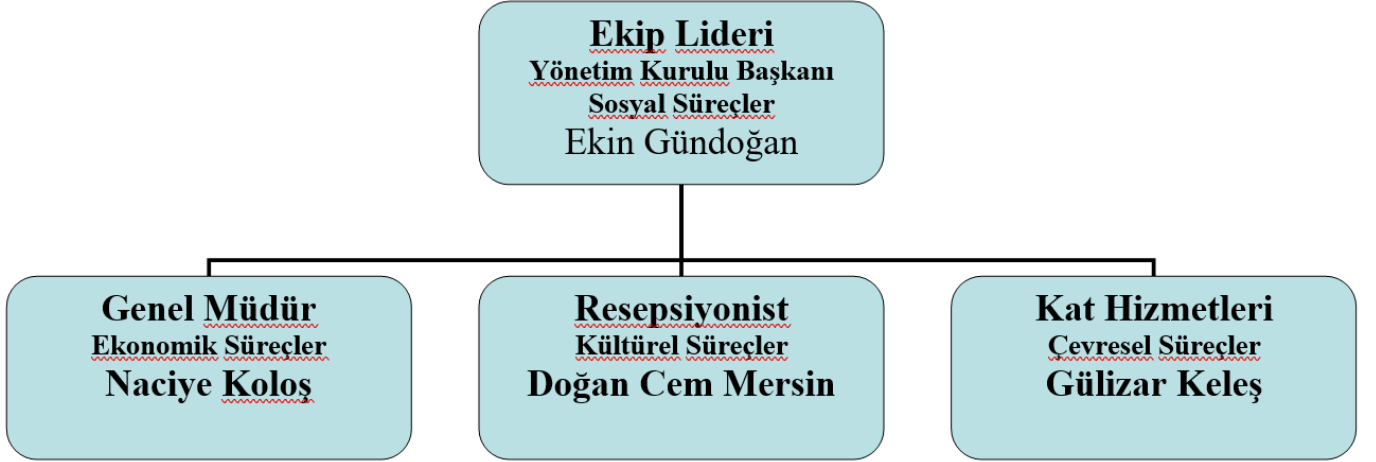 Ekip Lideri
Yönetim Kurulu Başkanı
Sosyal Süreçler
Ekin Gündoğan
Genel Müdür
Ekonomik Süreçler
Naciye Koloş
Resepsiyonist
Kültürel Süreçler
Doğan Cem Mersin
Kat Hizmetleri
Çevresel Süreçler
Gülizar Keleş